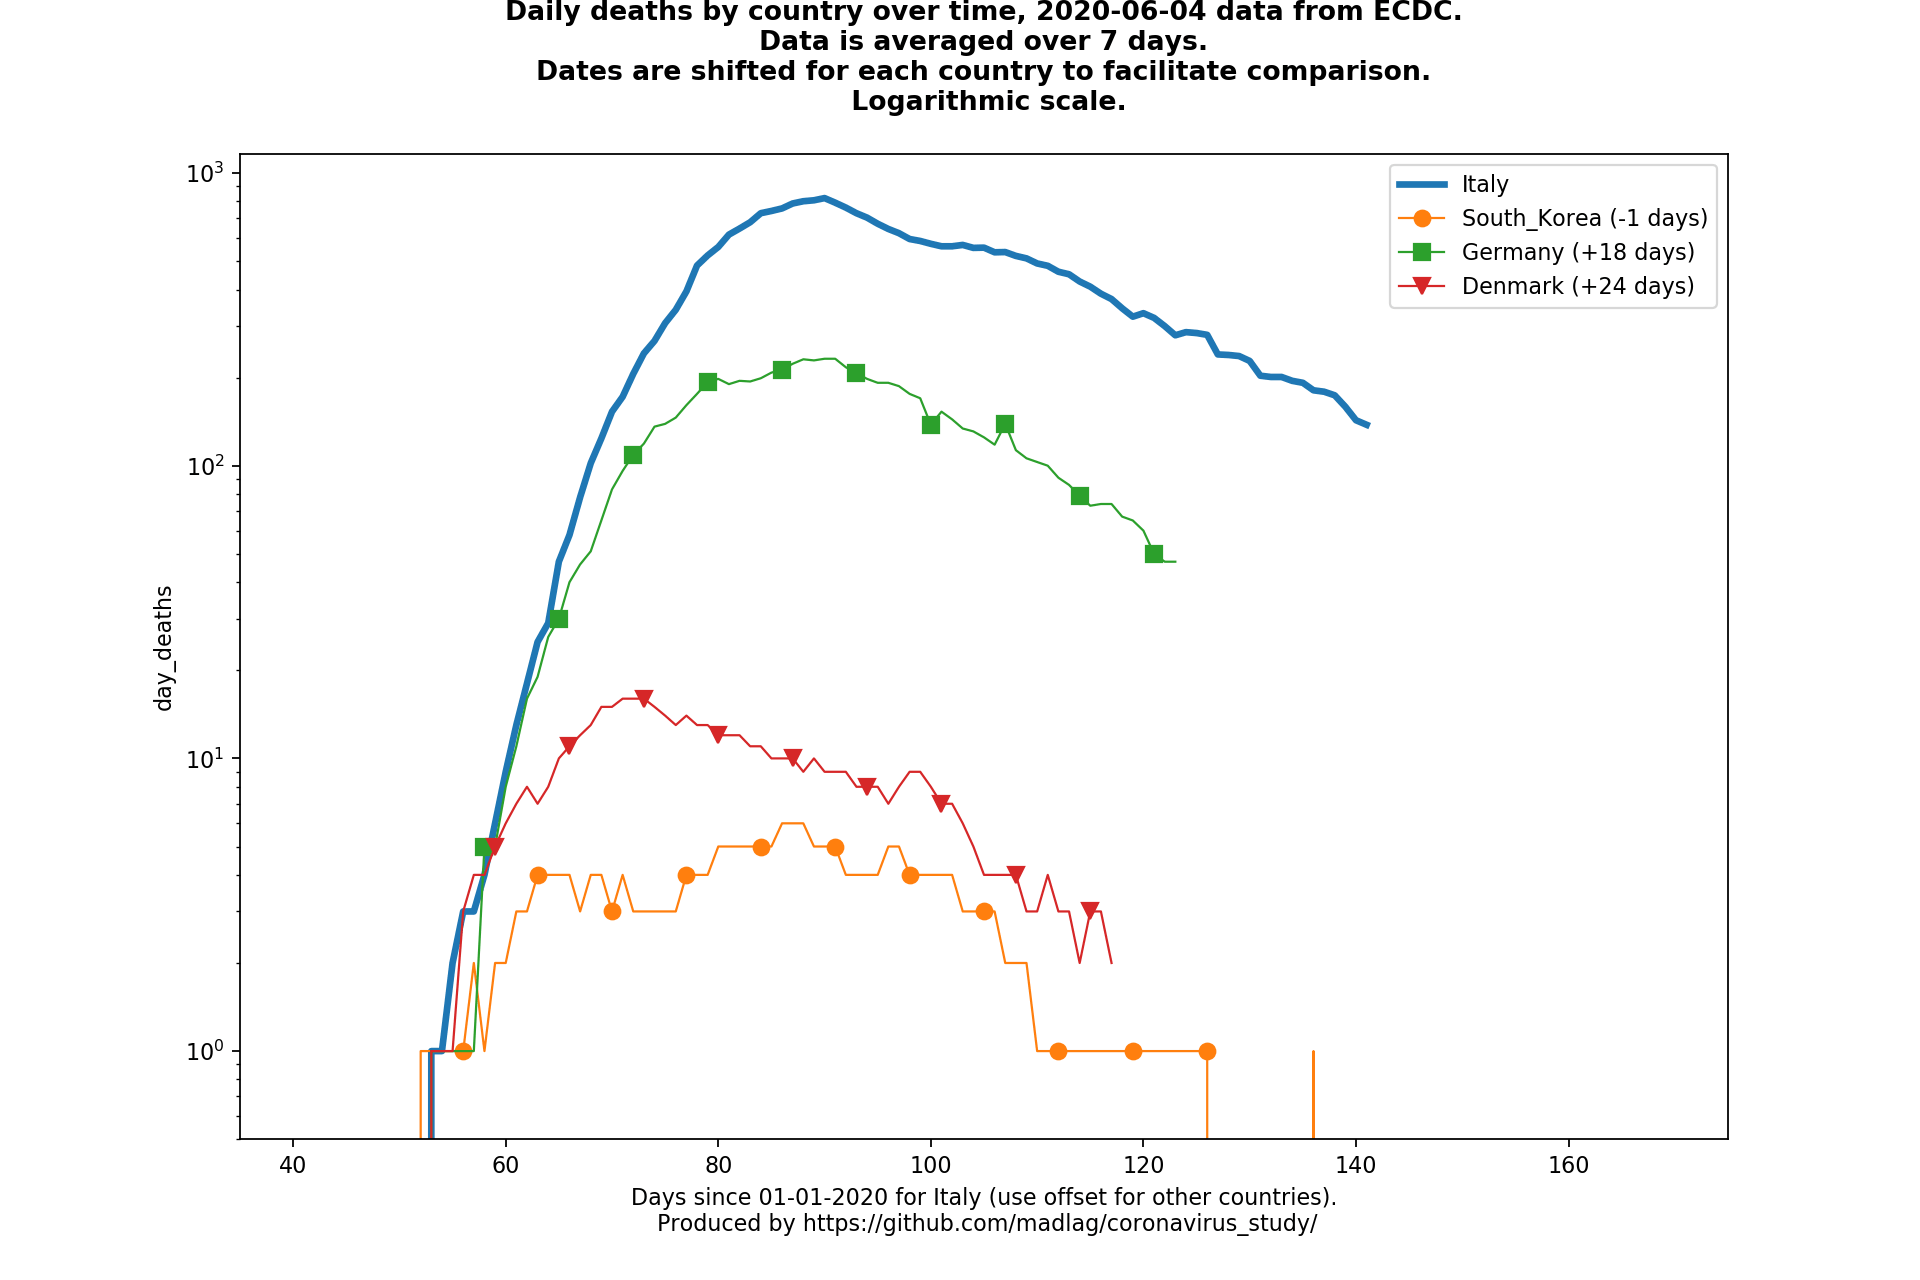 Daily deaths by country over time, 2020-06-04 data from ECDC.
Data is averaged over 7 days.
Dates are shifted for each country to facilitate comparison.
Logarithmic scale.
10³
10²
10¹
10⁰
day_deaths
Italy
South_Korea (-1 days)
Germany (+18 days)
Denmark (+24 days)
40 60 80 100 120 140 160
Days since 01-01-2020 for Italy (use offset for other countries).
Produced by https://github.com/madlag/coronavirus_study/